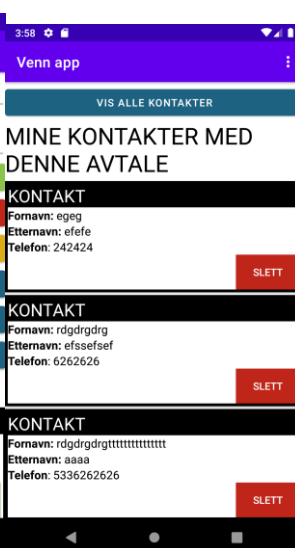 3:58
Venn app
VIS ALLE KONTAKTER
MINE KONTAKTER MED
DENNE AVTALE
KONTAKT
Fornavn: egeg
Etternavn: efefe
Telefon: 242424
SLETT
KONTAKT
Fornavn: rdgdrgdrg
Etternavn: efssefsef
Telefon: 6262626
SLETT
KONTAKT
Fornavn: rdgdrgdrgttttttttttttttt
Etternavn: aaaa
Telefon: 5336262626
SLETT